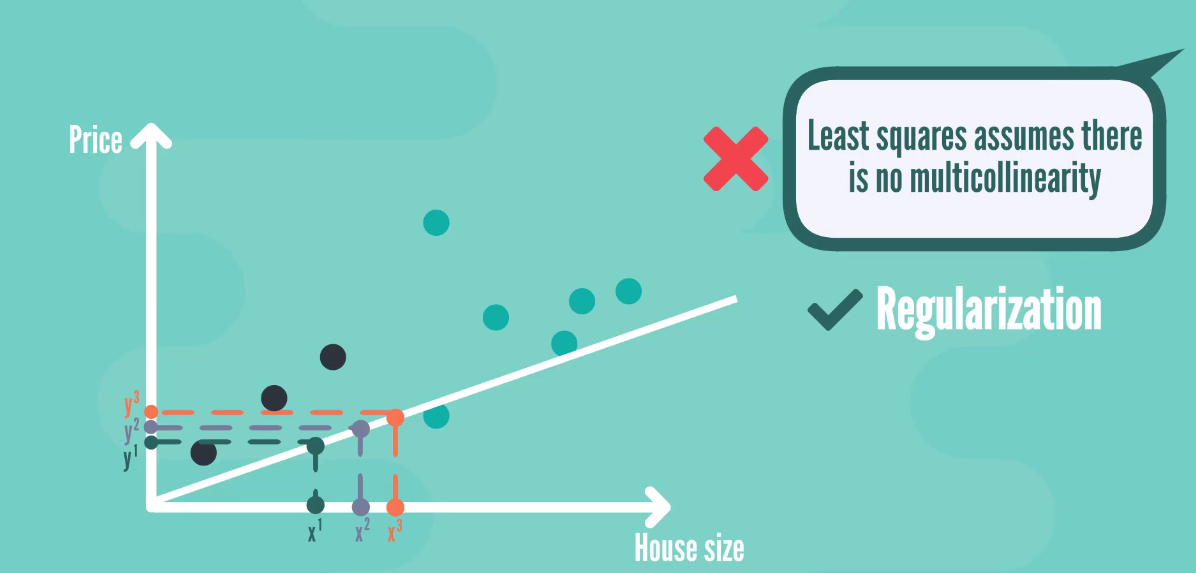 Price
Least squares assumes there
is no multicollinearity
Regularization
y³
y²
y¹
x¹ x² x³
House size